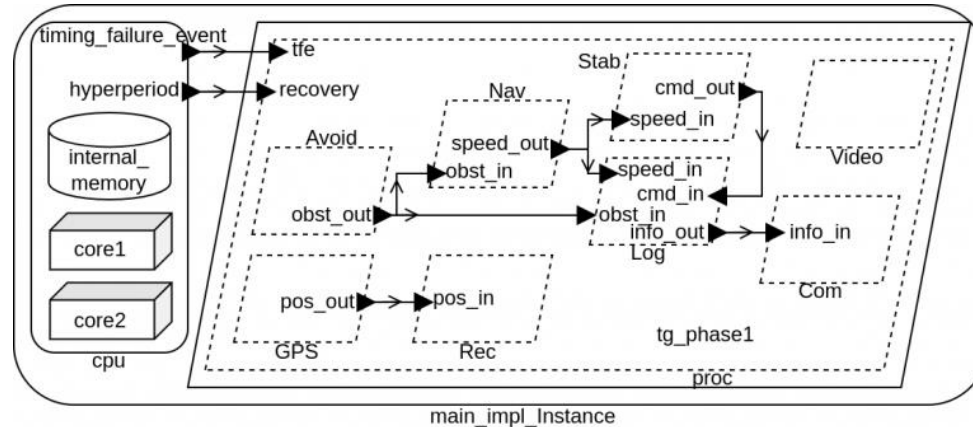 timing_failure_event
tfe
hyperperiod
recovery
internal_
memory
core1
core2
cpu
Avoid
obst_out
Nav
speed_out
obst_in
Stab
cmd_out
speed_in
speed_in
cmd_in
obst_in
info_out
Log
Video
info_in
Com
pos_out
GPS
pos_in
Rec
tg_phase1
proc
main_impl_Instance